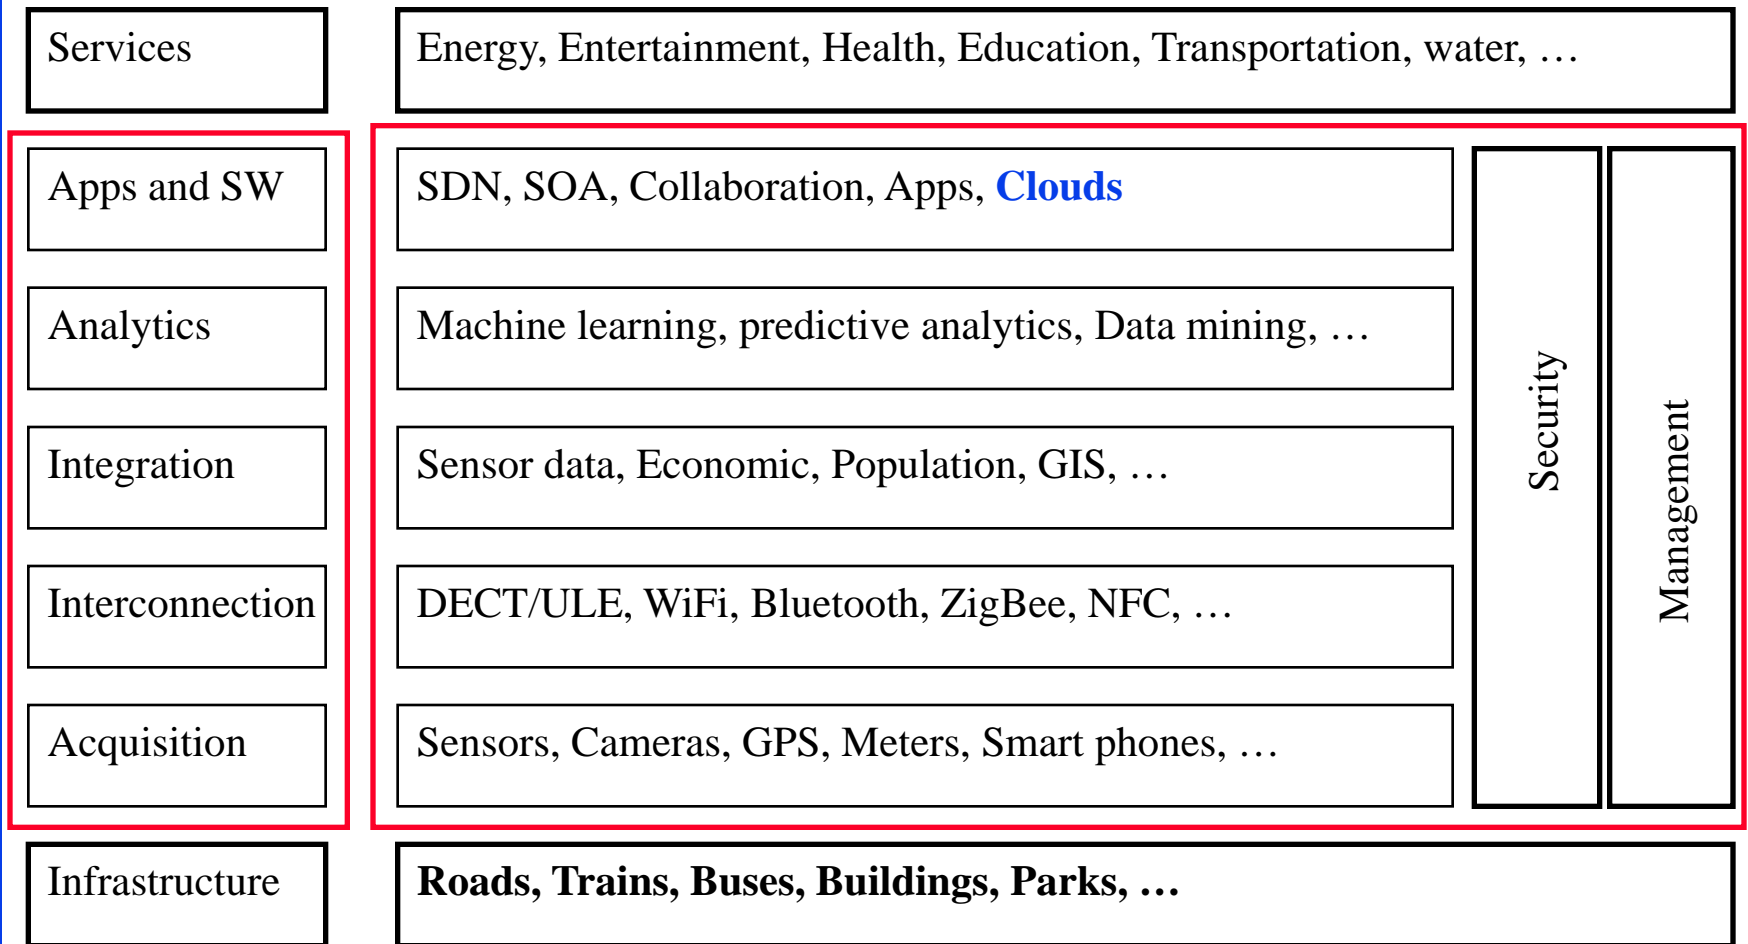 Services
Energy, Entertainment, Health, Education, Transportation, water, …
Apps and SW
SDN, SOA, Collaboration, Apps, Clouds
Analytics
Machine learning, predictive analytics, Data mining, …
Integration
Sensor data, Economic, Population, GIS, …
Interconnection
DECT/ULE, WiFi, Bluetooth, ZigBee, NFC, …
Acquisition
Sensors, Cameras, GPS, Meters, Smart phones, …
Security
Management
Infrastructure
Roads, Trains, Buses, Buildings, Parks, …